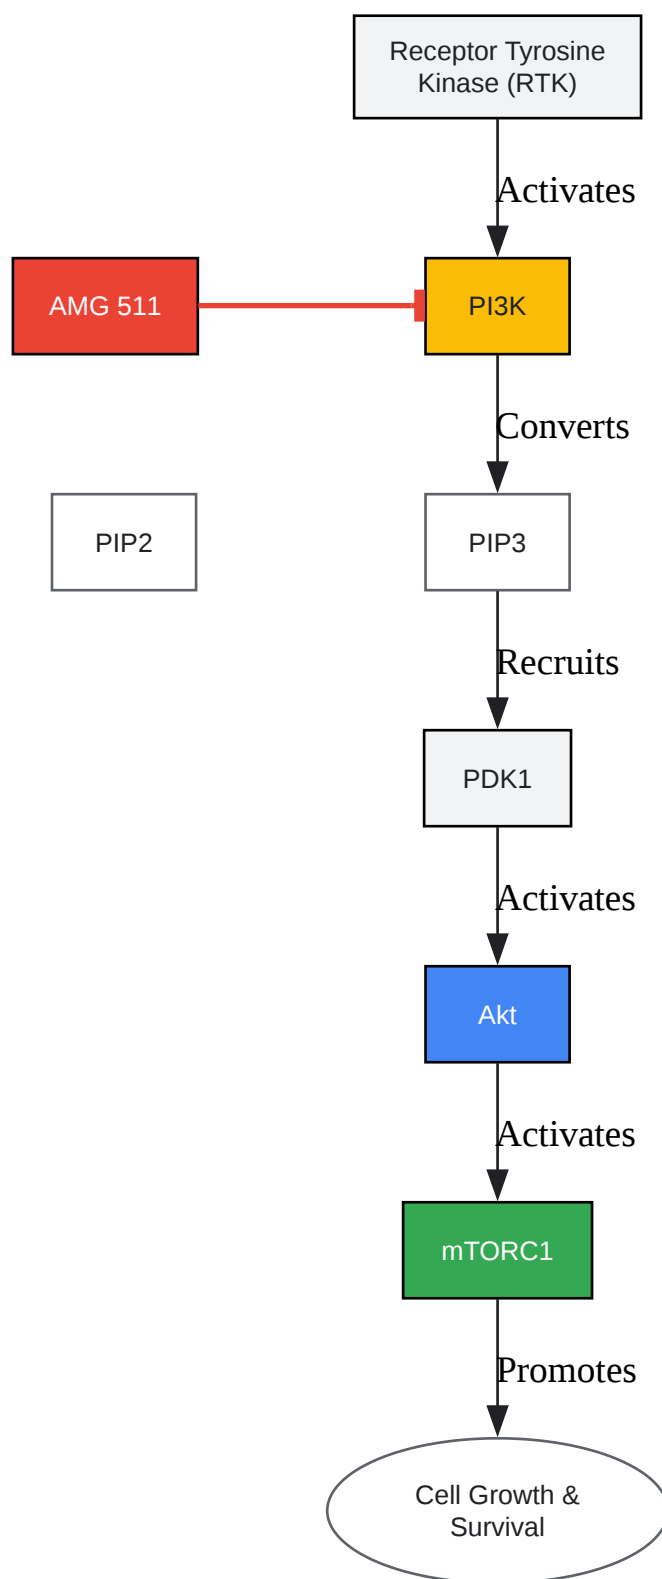 Receptor Tyrosine
Kinase (RTK)
Activates
AMG 511
PI3K
Converts
PIP2
PIP3
Recruits
PDK1
Activates
Akt
Activates
mTORC1
Promotes
Cell Growth &
Survival